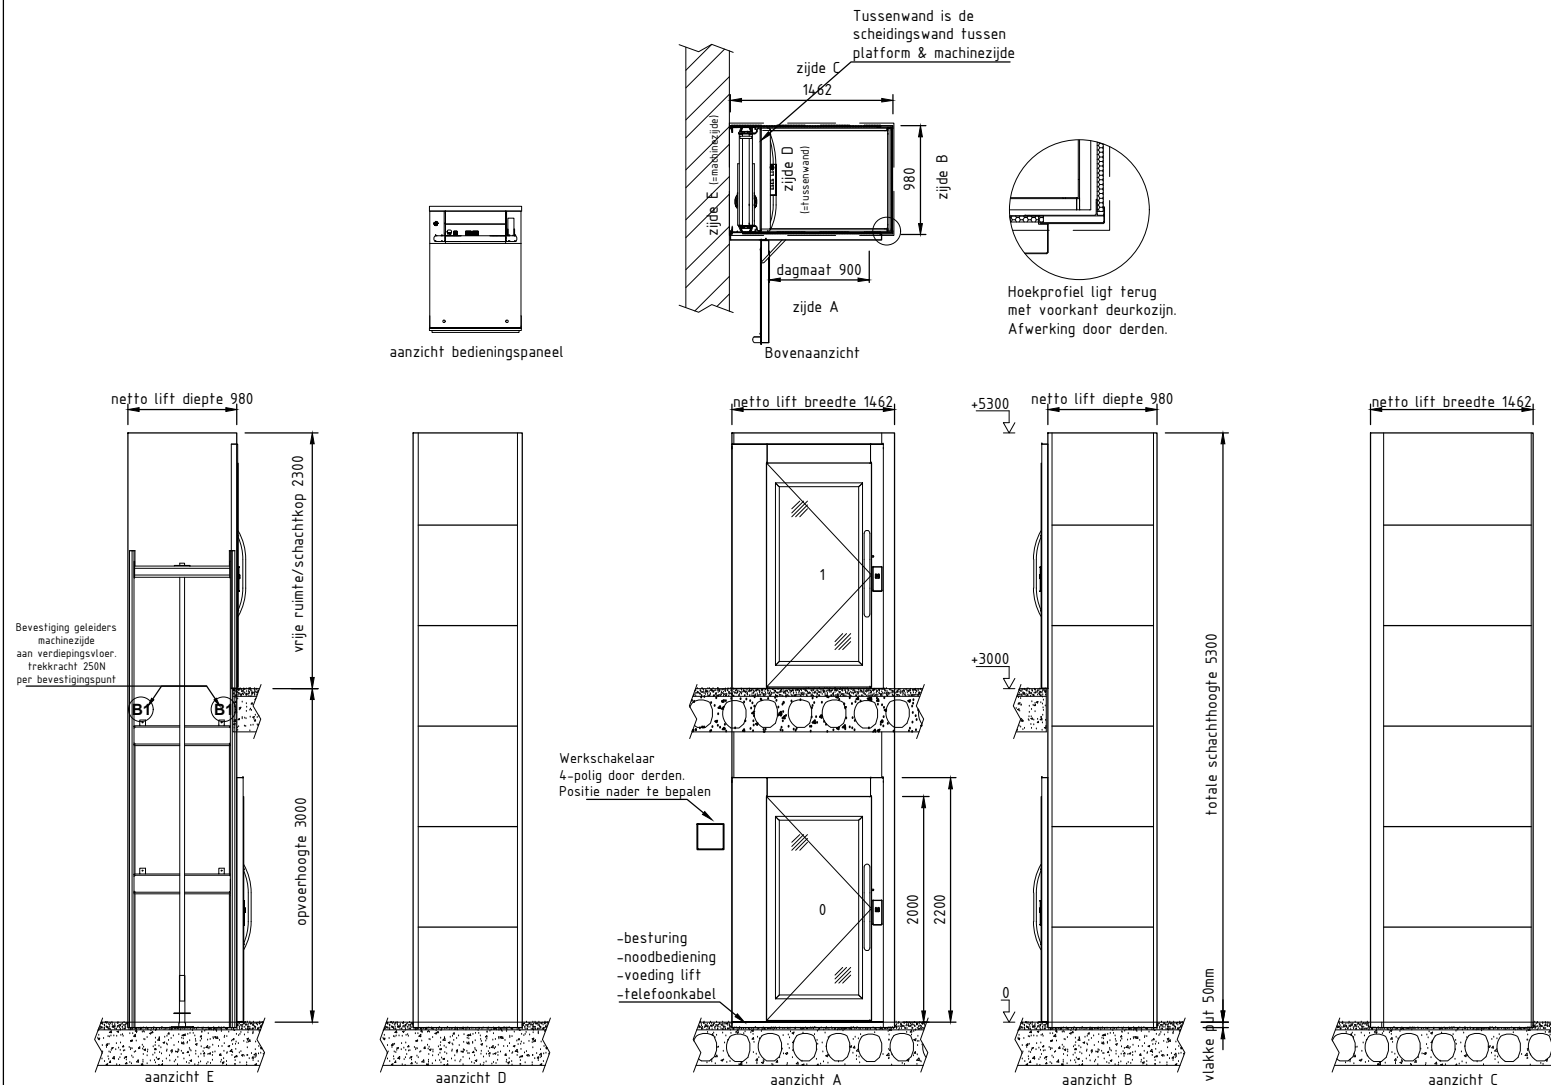 Tussenwand is de
scheidingswand tussen
platform & machinezijde
zijde C
1462
zijde E (=machinezijde)
zijde D
(=tussenwand)
980
zijde B
dagmaat 900
zijde A
Bovenaanzicht
aanzicht bedieningspaneel
Hoekprofiel ligt terug
met voorkant deurkozijn.
Afwerking door derden.
netto lift diepte 980
vrije ruimte/schachtkop 2300
Bevestiging geleiders
machinezijde
aan verdiepingsvloer.
trekkracht 250N
per bevestigingspunt
B1
B1
opvoerhoogte 3000
aanzicht E
aanzicht D
netto lift breedte 1462
1
Werkschakelaar
4-polig door derden.
Positie nader te bepalen
0
2000
2200
-besturing
-noodbediening
-voeding lift
-telefoonkabel
aanzicht A
netto lift diepte 980
+5300
+3000
0
totale schachthoogte 5300
vlakke put 50mm
aanzicht B
netto lift breedte 1462
aanzicht C